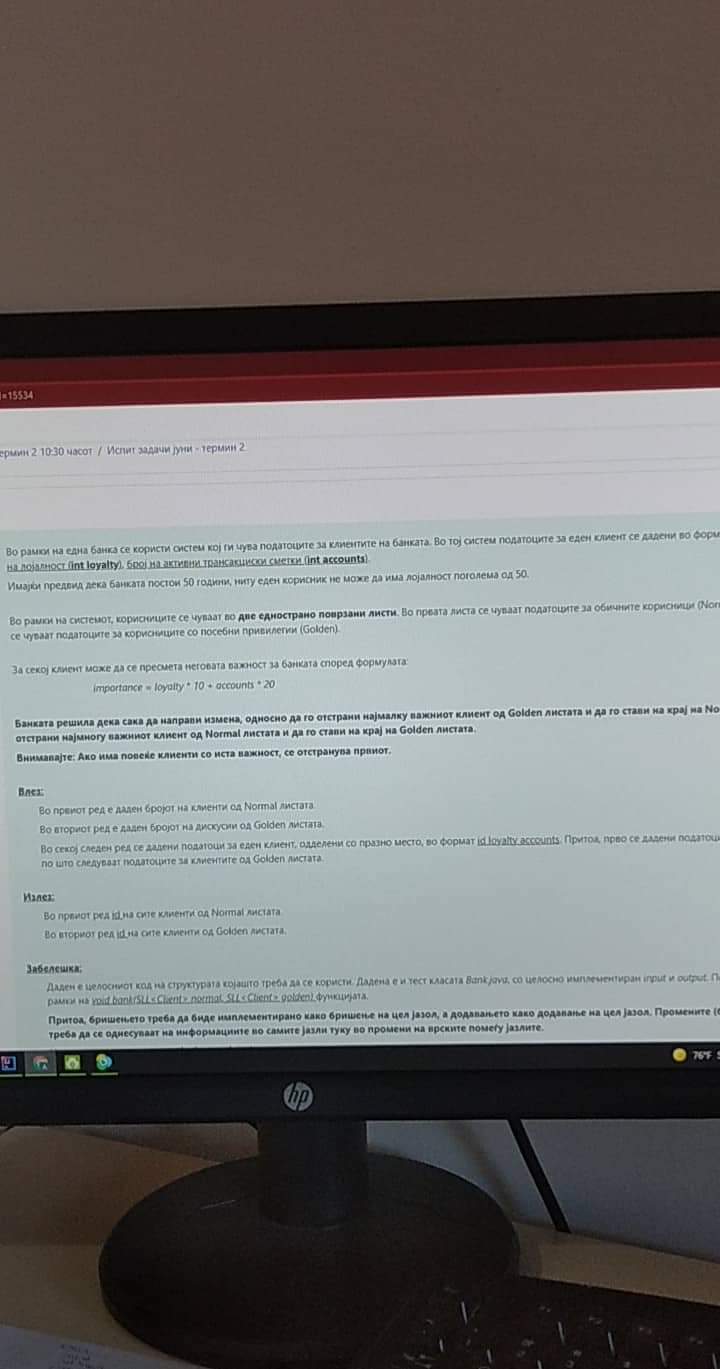 =15534
ермин 2 10:30 часот / Испит задачи јуни - термин 2
Во рамки на една банка се користи систем кој ги чува податоците за клиентите на банката. Во тој систем податоците за еден клиент се дадени во форм
на лојалност (int loyalty), број на активни трансакциски сметки (int accounts).
Имајќи предвид дека банката постои 50 години, ниту еден корисник не може да има лојалност поголема од 50.
Во рамки на системот, корисниците се чуваат во две еднострано поврзани листи. Во првата листа се чуваат податоците за обичните корисници (Nor
се чуваат податоците за корисниците со посебни привилегии (Golden).
За секој клиент може да се пресмета неговата важност за банката според формулата:
importance = loyalty * 10 + accounts * 20
Банката решила дека сака да направи измена, односно да го отстрани најмалку важниот клиент од Golden листата и да го стави на крај на No
отстрани најмногу важниот клиент од Normal листата и да го стави на крај на Golden листата.
Внимавајте: Ако има повеќе клиенти со иста важност, се отстранува првиот.
Влез:
Во првиот ред е даден бројот на клиенти од Normal листата.
Во вториот ред е даден бројот на дискусии од Golden листата.
Во секој следен ред се дадени податоци за еден клиент, одделени со празно место, во формат id loyalty accounts. Притоа, прво се дадени податоц
по што следуваат податоците за клиентите од Golden листата.
Излез:
Во првиот ред id на сите клиенти од Normal листата.
Во вториот ред id на сите клиенти од Golden листата.
Забелешка:
Даден е целосниот код на структурата којашто треба да се користи. Дадена е и тест класата Bank.java, со целосно имплементиран input и output. П
рамки на void bank(SLL<Client> normal, SLL<Client> golden) функцијата.
Притоа, бришењето треба да биде имплементирано како бришење на цел јазол, а додавањето како додавање на цел јазол. Промените (
треба да се однесуваат на информациите во самите јазли туку во промени на врските помеѓу јазлите.
76°F
hp